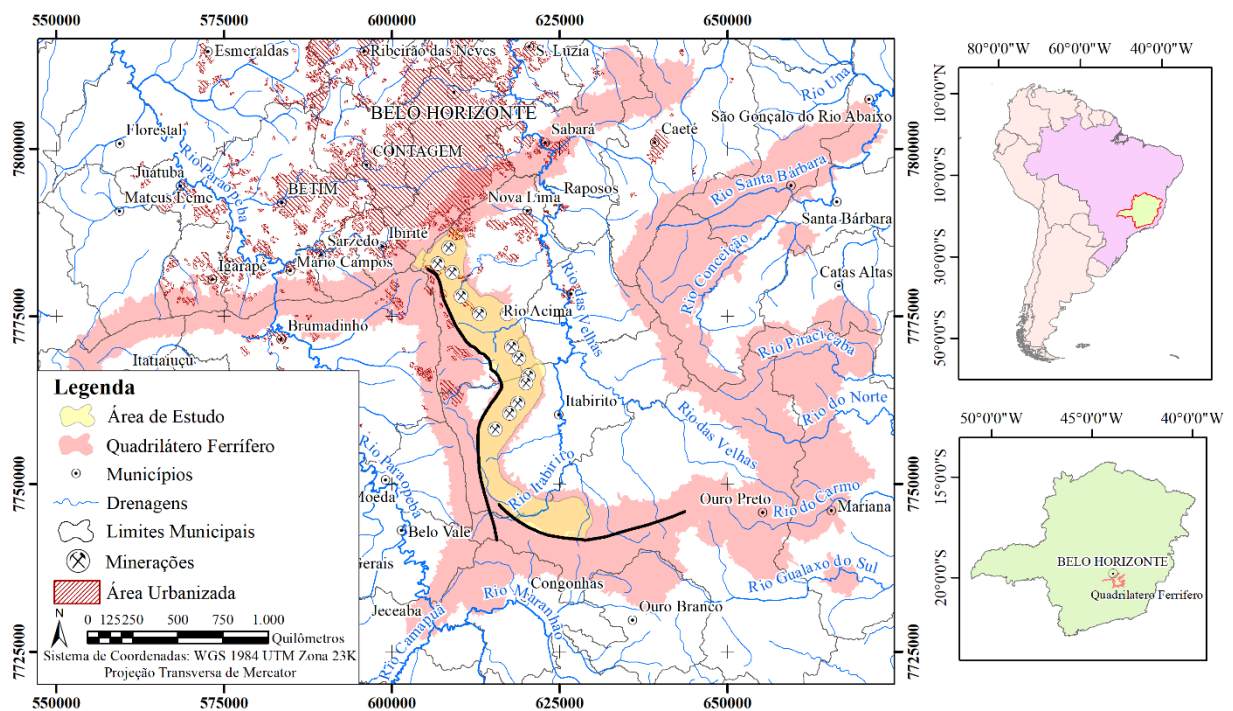 550000 575000 600000 625000 650000
Esmeraldas
Ribeirão das Neves
S. Luzia
Rio Una
BELO HORIZONTE
São Gonçalo do Rio Abaixo
Florestal
Sabará
Caeté
7800000
7800000
CONTAGEM
Juatuba
Rio Paraopeba
Mateus Leme
BETIM
Raposos
Nova Lima
Rio Santa Bárbara
Santa Bárbara
Ibirité
Sarzedo
Mário Campos
Igarapé
Rio Conceição
Catas Altas
Rio das Velhas
Rio Acima
7775000
7775000
Brumadinho
Rio Piracicaba
Itatiaiuçu
Rio do Norte
Itabirito
Rio das Velhas
Rio Paraopeba
Rio Itabirito
7750000
7750000
Moeda
Ouro Preto
Rio do Carmo
Mariana
Belo Vale
Gerais
Congonhas
Rio Gualaxo do Sul
Rio Maranhão
Jeceaba
Ouro Branco
Rio Camapuã
7725000
7725000
Legenda
Área de Estudo
Quadrilátero Ferrífero
Municípios
Drenagens
Limites Municipais
Minerações
Área Urbanizada
N
0 125250 500 750 1.000
Quilômetros
Sistema de Coordenadas: WGS 1984 UTM Zona 23K
Projeção Transversa de Mercator
550000 575000 600000 625000 650000
80°0'0"W 60°0'0"W 40°0'0"W
10°0'0"N
10°0'0"S
30°0'0"S
50°0'0"S
50°0'0"W 45°0'0"W 40°0'0"W
15°0'0"S
20°0'0"S
BELO HORIZONTE
Quadrilatero Ferrifero